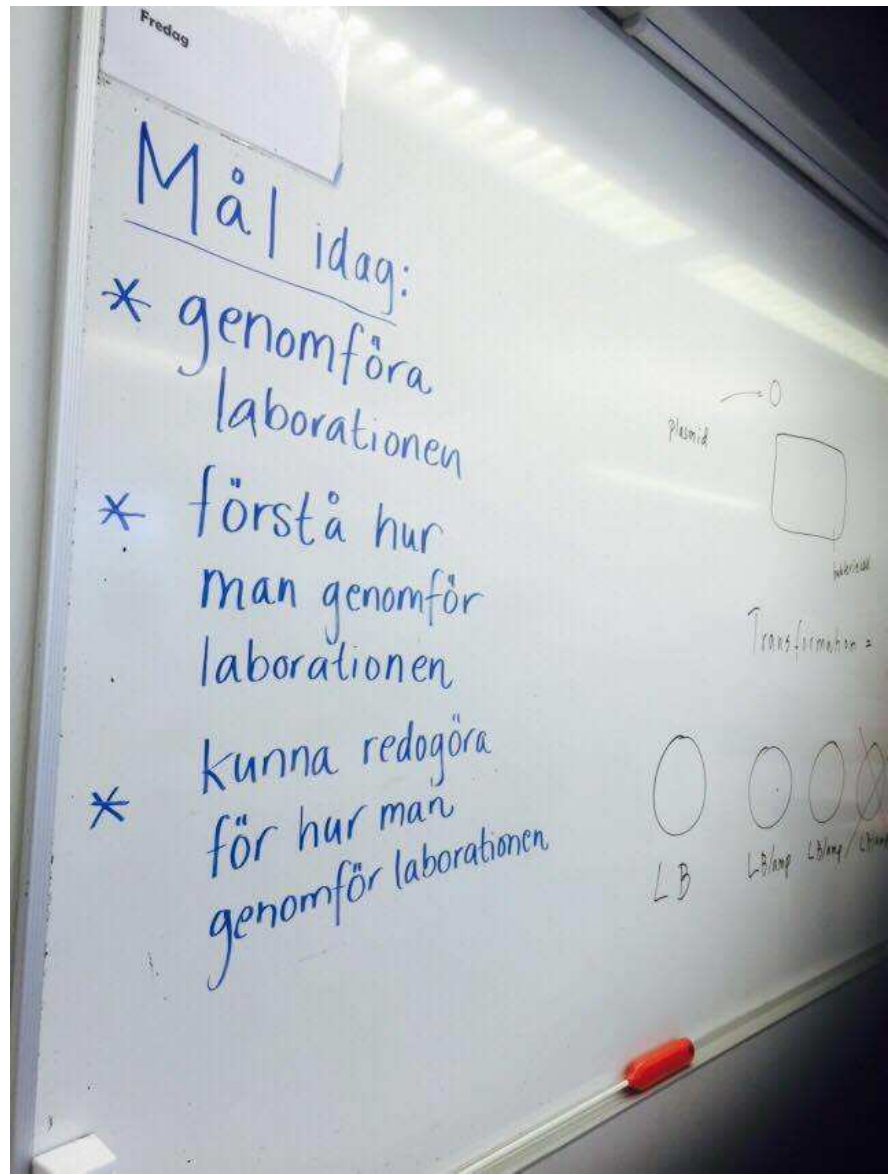 Fredag
Mål idag:
* genomföra
laborationen
* förstå hur
man genomför
laborationen
* kunna redogöra
för hur man
genomför laborationen
plasmid
Transformation =
LB
LB/amp
LB/amp